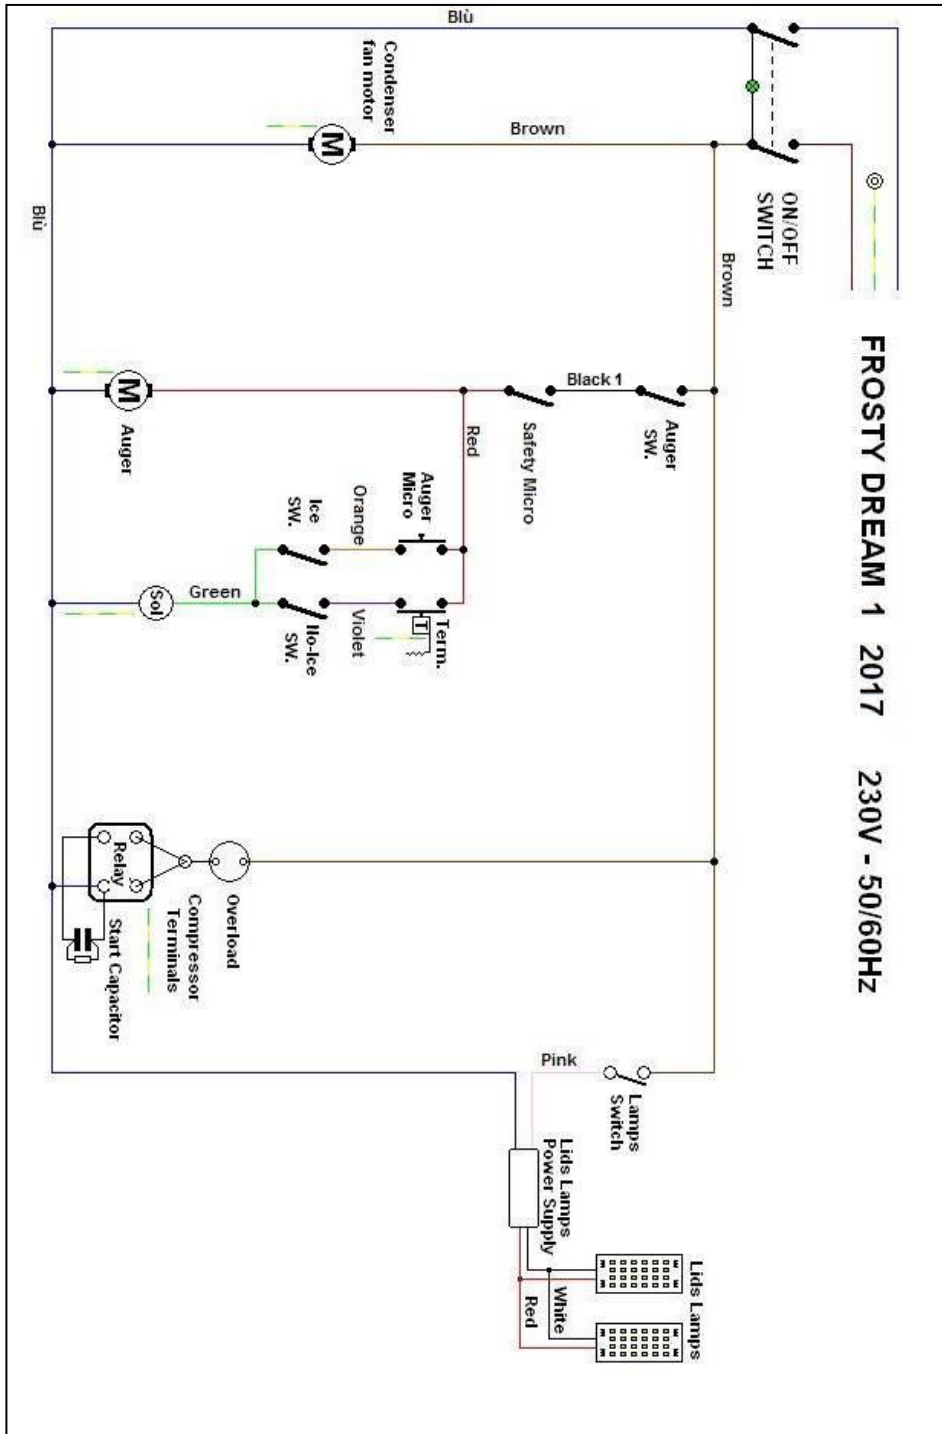 FROSTY DREAM 1 2017 230V - 50/60Hz
Blù
Condenser
fan motor
M
Brown
ON/OFF
SWITCH
Blù
Brown
M
Auger
Black 1
Auger
SW.
Safety Micro
Red
Auger
Micro
Orange
Ice
SW.
Sol
Green
No-Ice
SW.
Violet
T
Term.
Relay
Overload
Compressor
Terminals
Start Capacitor
Pink
Lamps
Switch
Lids Lamps
Power Supply
Lids Lamps
White
Red